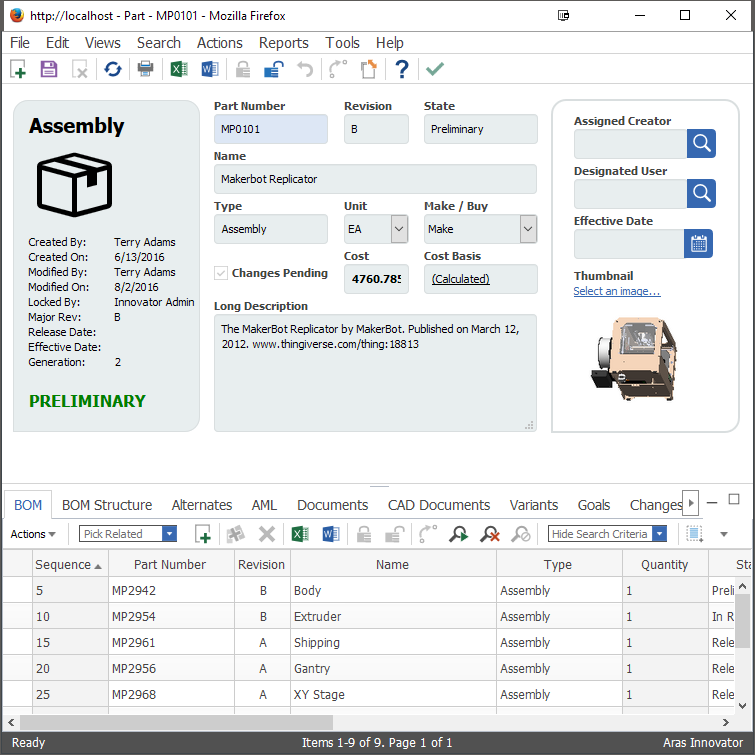 http://localhost - Part - MP0101 - Mozilla Firefox
File Edit Views Search Actions Reports Tools Help
Assembly
Created By: Terry Adams
Created On: 6/13/2016
Modified By: Terry Adams
Modified On: 8/2/2016
Locked By: Innovator Admin
Major Rev: B
Release Date:
Effective Date:
Generation: 2
PRELIMINARY
Part Number Revision State
MP0101 B Preliminary
Name
Makerbot Replicator
Type Unit Make / Buy
Assembly EA Make
Cost Cost Basis
Changes Pending 4760.785 (Calculated)
Long Description
The MakerBot Replicator by MakerBot. Published on March 12,
2012. www.thingiverse.com/thing:18813
Assigned Creator
Designated User
Effective Date
Thumbnail
Select an image...
BOM BOM Structure Alternates AML Documents CAD Documents Variants Goals Changes
Actions Pick Related Hide Search Criteria
Sequence Part Number Revision Name Type Quantity Sta
5 MP2942 B Body Assembly 1 Preli
10 MP2954 B Extruder Assembly 1 In R
15 MP2961 A Shipping Assembly 1 Rele
20 MP2956 A Gantry Assembly 1 Rele
25 MP2968 A XY Stage Assembly 1 Rele
Ready Items 1-9 of 9. Page 1 of 1 Aras Innovator